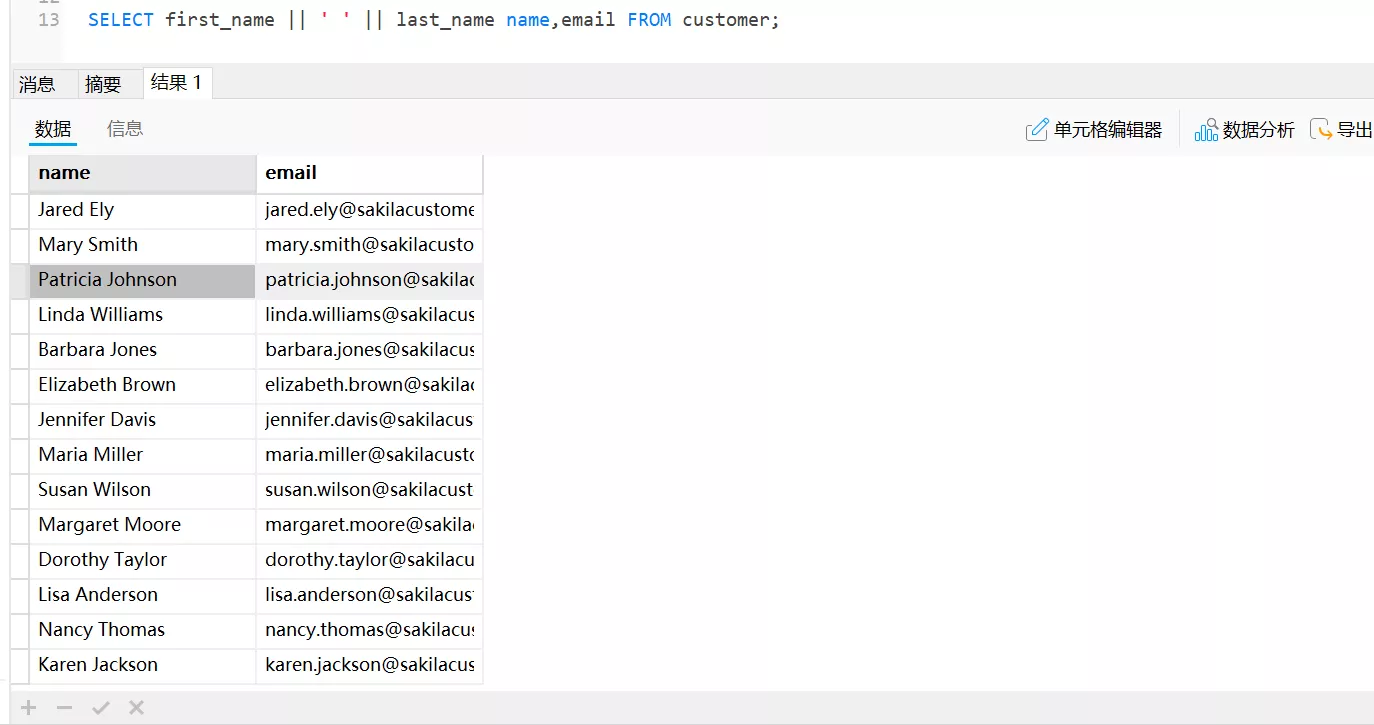 13 SELECT first_name || ' ' || last_name name,email FROM customer;
消息 摘要 结果 1
数据 信息 单元格编辑器 数据分析 导出
name email
Jared Ely jared.ely@sakilacustome
Mary Smith mary.smith@sakilacusto
Patricia Johnson patricia.johnson@sakilac
Linda Williams linda.williams@sakilacus
Barbara Jones barbara.jones@sakilacus
Elizabeth Brown elizabeth.brown@sakilac
Jennifer Davis jennifer.davis@sakilacus
Maria Miller maria.miller@sakilacusto
Susan Wilson susan.wilson@sakilacust
Margaret Moore margaret.moore@sakila
Dorothy Taylor dorothy.taylor@sakilacu
Lisa Anderson lisa.anderson@sakilacus
Nancy Thomas nancy.thomas@sakilacus
Karen Jackson karen.jackson@sakilacus